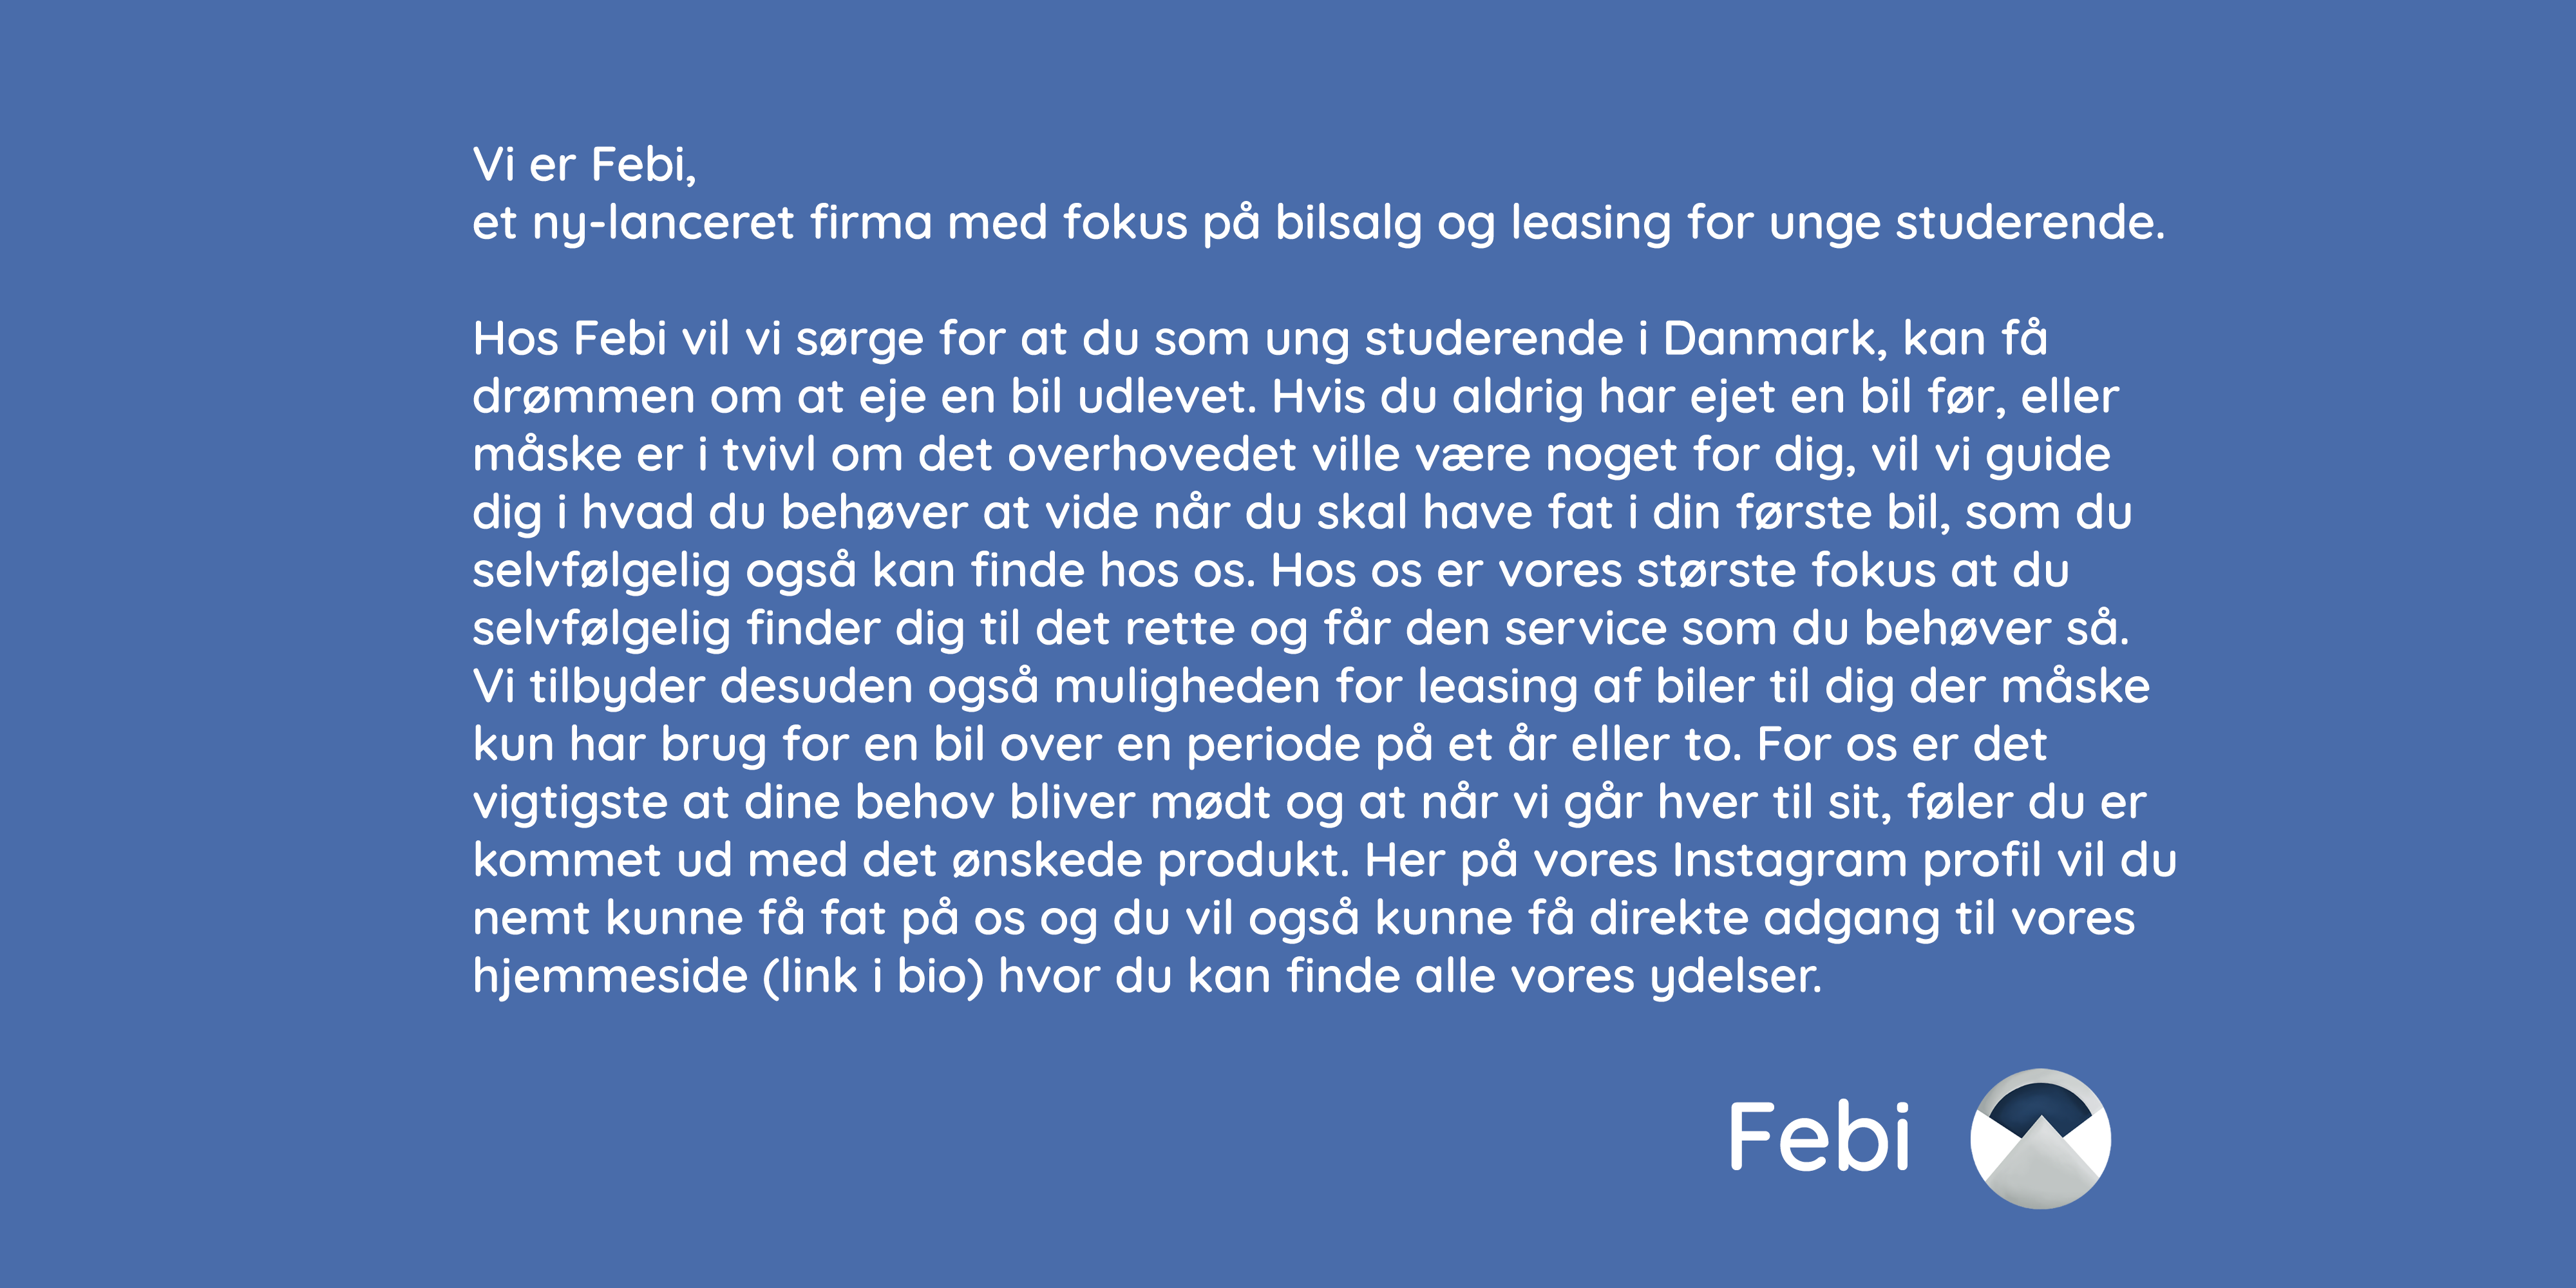 Vi er Febi,
et ny-lanceret firma med fokus på bilsalg og leasing for unge studerende.
Hos Febi vil vi sørge for at du som ung studerende i Danmark, kan få
drømmen om at eje en bil udlevet. Hvis du aldrig har ejet en bil før, eller
måske er i tvivl om det overhovedet ville være noget for dig, vil vi guide
dig i hvad du behøver at vide når du skal have fat i din første bil, som du
selvfølgelig også kan finde hos os. Hos os er vores største fokus at du
selvfølgelig finder dig til det rette og får den service som du behøver så.
Vi tilbyder desuden også muligheden for leasing af biler til dig der måske
kun har brug for en bil over en periode på et år eller to. For os er det
vigtigste at dine behov bliver mødt og at når vi går hver til sit, føler du er
kommet ud med det ønskede produkt. Her på vores Instagram profil vil du
nemt kunne få fat på os og du vil også kunne få direkte adgang til vores
hjemmeside (link i bio) hvor du kan finde alle vores ydelser.
Febi